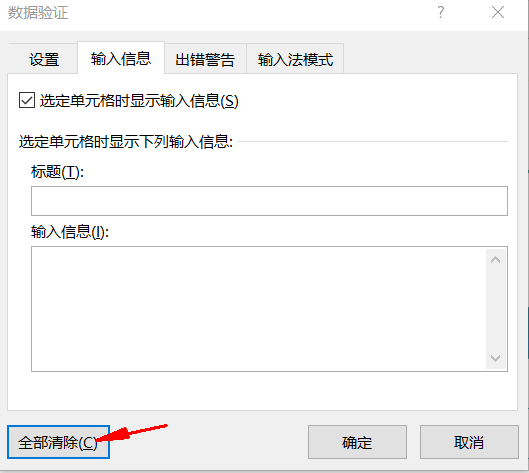 数据验证 ?
设置 输入信息 出错警告 输入法模式
选定单元格时显示输入信息(S)
选定单元格时显示下列输入信息:
标题(T):
输入信息(I):
全部清除(C) 确定 取消